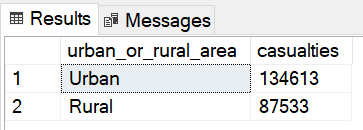 Results Messages
urban_or_rural_area casualties
1 Urban 134613
2 Rural 87533